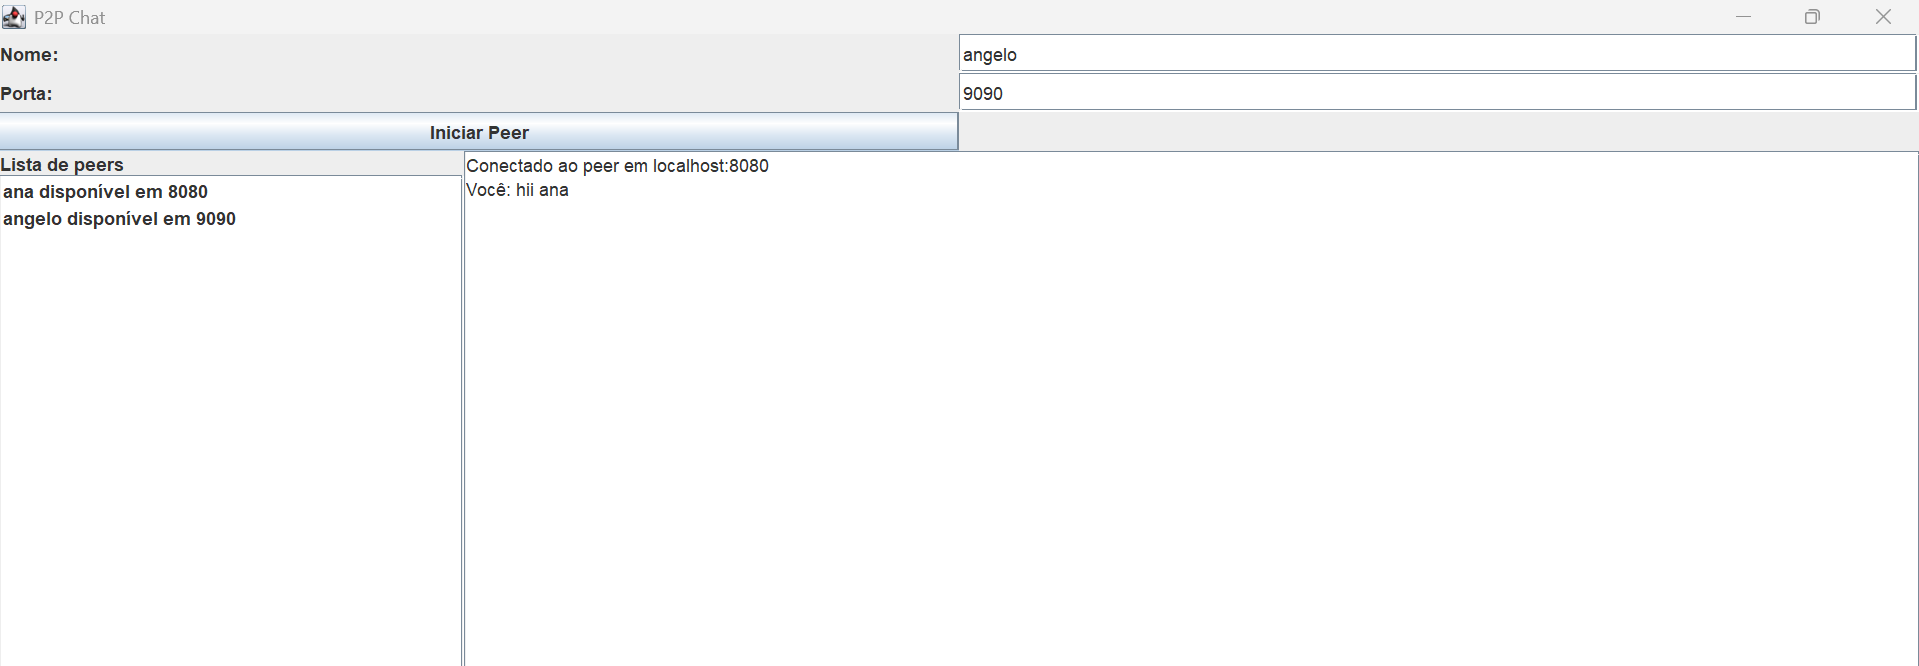 P2P Chat
Nome:
angelo
Porta:
9090
Iniciar Peer
Lista de peers
ana disponível em 8080
angelo disponível em 9090
Conectado ao peer em localhost:8080
Você: hii ana